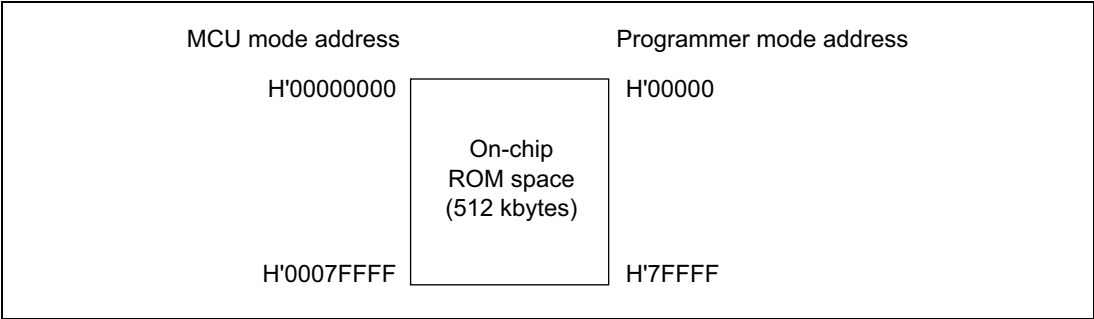 MCU mode address
Programmer mode address
H'00000000
H'00000
On-chip
ROM space
(512 kbytes)
H'0007FFFF
H'7FFFF